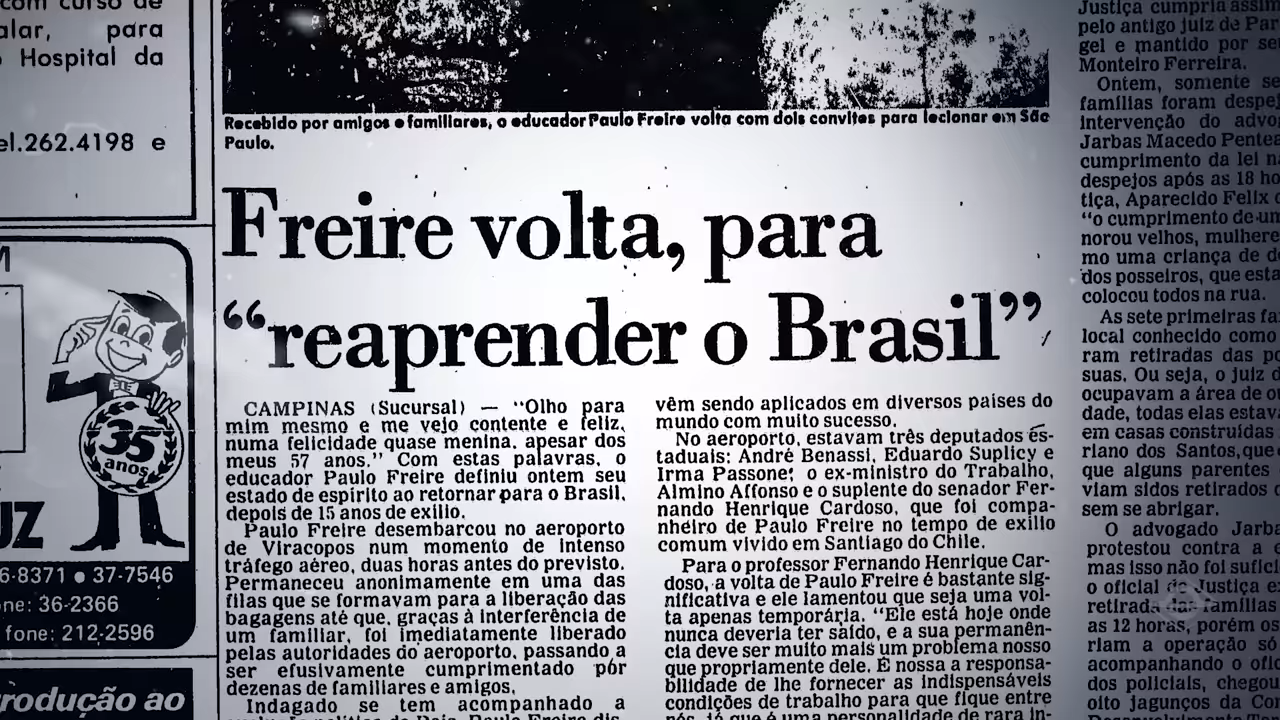 com curso de
alar, para
Hospital da
el.262.4198 e
35
anos
UZ
6-8371 ● 37-7546
ne: 36-2366
fone: 212-2596
rodução ao
Recebido por amigos e familiares, o educador Paulo Freire volta com dois convites para lecionar em São
Paulo.
Freire volta, para
“reaprender o Brasil”
CAMPINAS (Sucursal) — “Olho para
mim mesmo e me vejo contente e feliz,
numa felicidade quase menina, apesar dos
meus 57 anos.” Com estas palavras, o
educador Paulo Freire definiu ontem seu
estado de espírito ao retornar para o Brasil,
depois de 15 anos de exílio.
Paulo Freire desembarcou no aeroporto
de Viracopos num momento de intenso
tráfego aéreo, duas horas antes do previsto.
Permaneceu anonimamente em uma das
filas que se formavam para a liberação das
bagagens até que, graças à interferência de
um familiar, foi imediatamente liberado
pelas autoridades do aeroporto, passando a
ser efusivamente cumprimentado por
dezenas de familiares e amigos.
Indagado se tem acompanhado a
vêm sendo aplicados em diversos países do
mundo com muito sucesso.
No aeroporto, estavam três deputados es-
taduais: André Benassi, Eduardo Suplicy e
Irma Passone; o ex-ministro do Trabalho,
Almino Affonso e o suplente do senador Fer-
nando Henrique Cardoso, que foi compa-
nheiro de Paulo Freire no tempo de exílio
comum vivido em Santiago do Chile.
Para o professor Fernando Henrique Car-
doso, a volta de Paulo Freire é bastante sig-
nificativa e ele lamentou que seja uma vol-
ta apenas temporária. “Ele está hoje onde
nunca deveria ter saído, e a sua permanên-
cia deve ser muito mais um problema nosso
que propriamente dele. É nossa a responsa-
bilidade de lhe fornecer as indispensáveis
condições de trabalho para que fique entre
nós, já que é uma personalidade de rara in-
Justiça cumpria assim
pelo antigo juiz de Par
gel e mantido por se
Monteiro Ferreira.
Ontem, somente se
famílias foram despe
intervenção do advo
Jarbas Macedo Pentea
cumprimento da lei n
despejos após as 18 ho
tiça, Aparecido Felix
“o cumprimento de um
norou velhos, mulhere
mo uma criança de d
dos posseiros, que esta
colocou todos na rua.
As sete primeiras fa
local conhecido como
ram retiradas das po
suas. Ou seja, o juiz d
ocupavam a área de ou
dade, todas elas estav
em casas construídas
riano dos Santos, que
que alguns parentes
viam sidos retirados
sem se abrigar.
O advogado Jarba
protestou contra a e
mas isso não foi sufici
o oficial de Justiça e
retirada das famílias
as 12 horas, porém os
riam a operação só
acompanhando o ofic
dos policiais, chegou
oito jagunços da Co